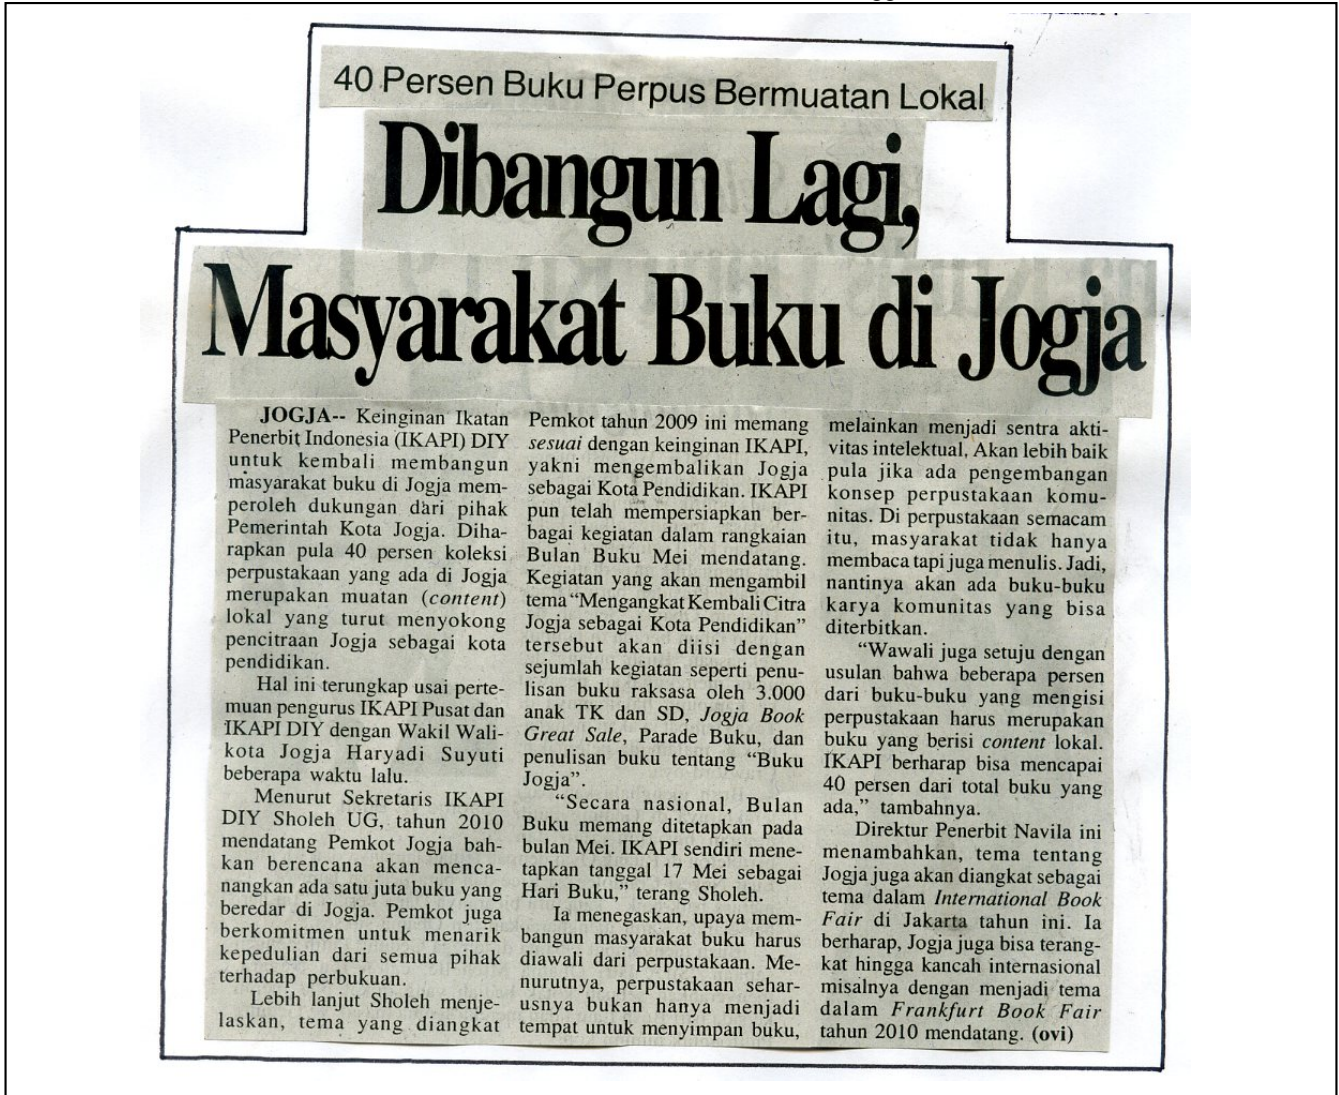 40 Persen Buku Perpus Bermuatan Lokal
Dibangun Lagi,
Masyarakat Buku di Jogja
JOGJA-- Keinginan Ikatan
Penerbit Indonesia (IKAPI) DIY
untuk kembali membangun
masyarakat buku di Jogja mem-
peroleh dukungan dari pihak
Pemerintah Kota Jogja. Diha-
rapkan pula 40 persen koleksi
perpustakaan yang ada di Jogja
merupakan muatan (content)
lokal yang turut menyokong
pencitraan Jogja sebagai kota
pendidikan.
Hal ini terungkap usai perte-
muan pengurus IKAPI Pusat dan
IKAPI DIY dengan Wakil Wali-
kota Jogja Haryadi Suyuti
beberapa waktu lalu.
Menurut Sekretaris IKAPI
DIY Sholeh UG, tahun 2010
mendatang Pemkot Jogja bah-
kan berencana akan menca-
nangkan ada satu juta buku yang
beredar di Jogja. Pemkot juga
berkomitmen untuk menarik
kepedulian dari semua pihak
terhadap perbukuan.
Lebih lanjut Sholeh menje-
laskan, tema yang diangkat
Pemkot tahun 2009 ini memang
sesuai dengan keinginan IKAPI,
yakni mengembalikan Jogja
sebagai Kota Pendidikan. IKAPI
pun telah mempersiapkan ber-
bagai kegiatan dalam rangkaian
Bulan Buku Mei mendatang.
Kegiatan yang akan mengambil
tema “Mengangkat Kembali Citra
Jogja sebagai Kota Pendidikan”
tersebut akan diisi dengan
sejumlah kegiatan seperti penu-
lisan buku raksasa oleh 3.000
anak TK dan SD, Jogja Book
Great Sale, Parade Buku, dan
penulisan buku tentang “Buku
Jogja”.
“Secara nasional, Bulan
Buku memang ditetapkan pada
bulan Mei. IKAPI sendiri mene-
tapkan tanggal 17 Mei sebagai
Hari Buku,” terang Sholeh.
Ia menegaskan, upaya mem-
bangun masyarakat buku harus
diawali dari perpustakaan. Me-
nurutnya, perpustakaan sehar-
usnya bukan hanya menjadi
tempat untuk menyimpan buku,
melainkan menjadi sentra akti-
vitas intelektual, Akan lebih baik
pula jika ada pengembangan
konsep perpustakaan komu-
nitas. Di perpustakaan semacam
itu, masyarakat tidak hanya
membaca tapi juga menulis. Jadi,
nantinya akan ada buku-buku
karya komunitas yang bisa
diterbitkan.
“Wawali juga setuju dengan
usulan bahwa beberapa persen
dari buku-buku yang mengisi
perpustakaan harus merupakan
buku yang berisi content lokal.
IKAPI berharap bisa mencapai
40 persen dari total buku yang
ada,” tambahnya.
Direktur Penerbit Navila ini
menambahkan, tema tentang
Jogja juga akan diangkat sebagai
tema dalam International Book
Fair di Jakarta tahun ini. Ia
berharap, Jogja juga bisa terang-
kat hingga kancah internasional
misalnya dengan menjadi tema
dalam Frankfurt Book Fair
tahun 2010 mendatang. (ovi)